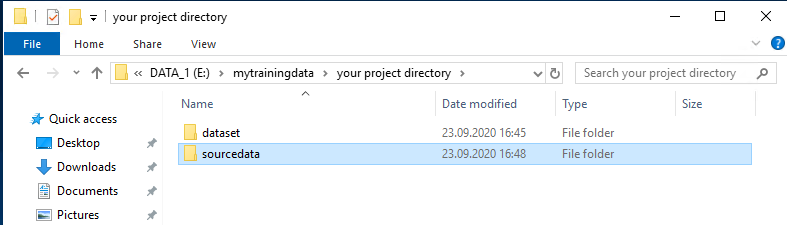 your project directory
File Home Share View
« DATA_1 (E:) › mytrainingdata › your project directory › Search your project directory
Name Date modified Type Size
Quick access
dataset 23.09.2020 16:45 File folder
Desktop
sourcedata 23.09.2020 16:48 File folder
Downloads
Documents
Pictures